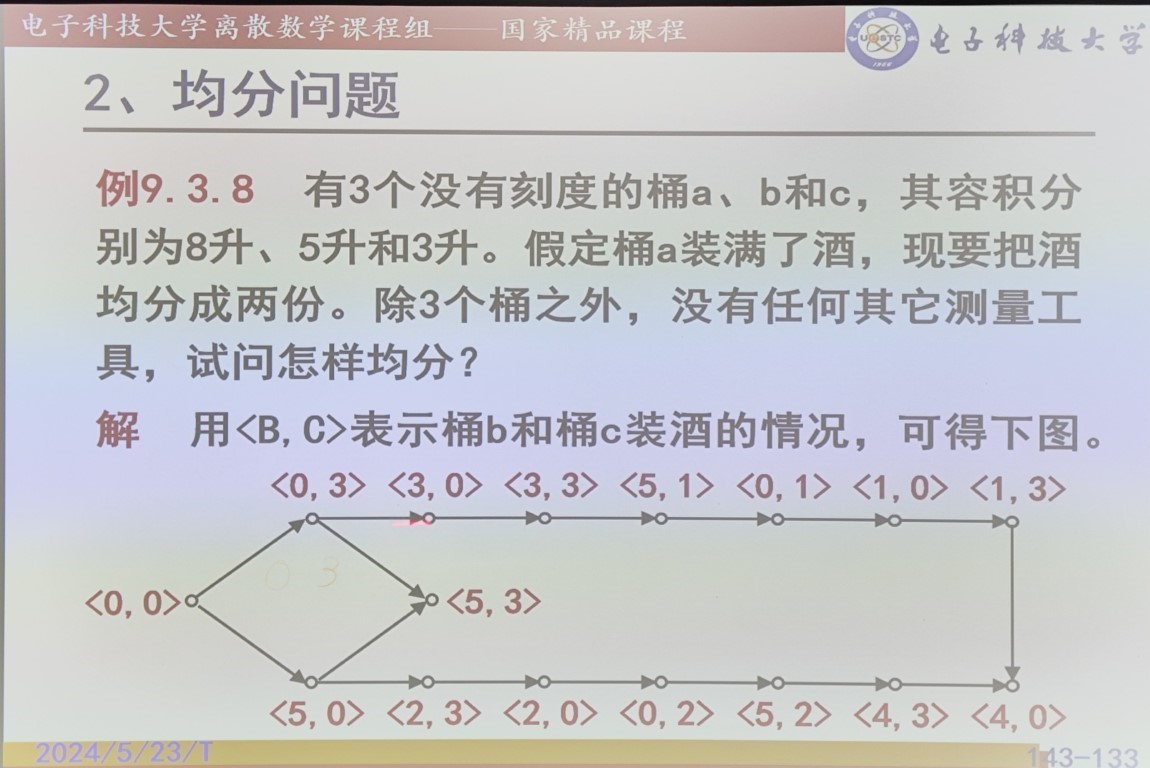 电子科技大学离散数学课程组——国家精品课程
电子科技大学
2、均分问题
例9.3.8 有3个没有刻度的桶a、b和c，其容积分
别为8升、5升和3升。假定桶a装满了酒，现要把酒
均分成两份。除3个桶之外，没有任何其它测量工
具，试问怎样均分？
解 用<B,C>表示桶b和桶c装酒的情况，可得下图。
<0,3> <3,0> <3,3> <5,1> <0,1> <1,0> <1,3>
0 3
<0,0> <5,3>
<5,0> <2,3> <2,0> <0,2> <5,2> <4,3> <4,0>
2024/5/23/T
143-133